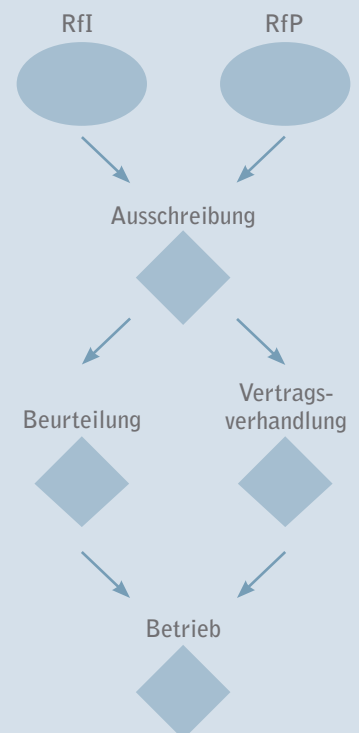 RfI
RfP
Ausschreibung
Beurteilung
Vertrags-
verhandlung
Betrieb